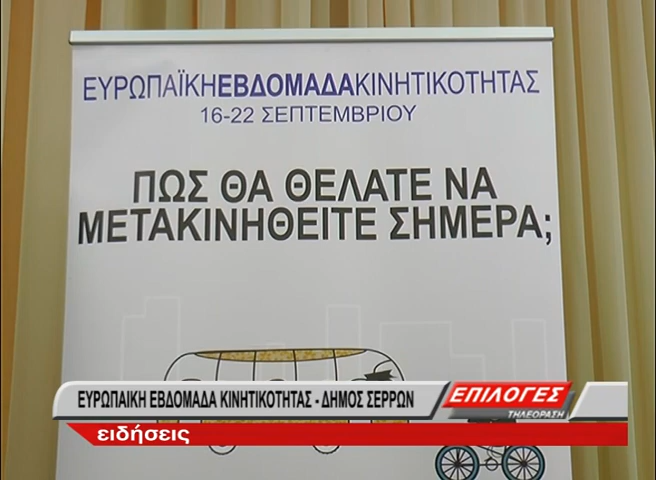 ΕΥΡΩΠΑΪΚΗΕΒΔΟΜΑΔΑΚΙΝΗΤΙΚΟΤΗΤΑΣ
16-22 ΣΕΠΤΕΜΒΡΙΟΥ
ΠΩΣ ΘΑ ΘΕΛΑΤΕ ΝΑ
ΜΕΤΑΚΙΝΗΘΕΙΤΕ ΣΗΜΕΡΑ;
ΕΥΡΩΠΑΙΚΗ ΕΒΔΟΜΑΔΑ ΚΙΝΗΤΙΚΟΤΗΤΑΣ - ΔΗΜΟΣ ΣΕΡΡΩΝ
ΕΠΙΛΟΓΕΣ
ΤΗΛΕΟΡΑΣΗ
ειδήσεις